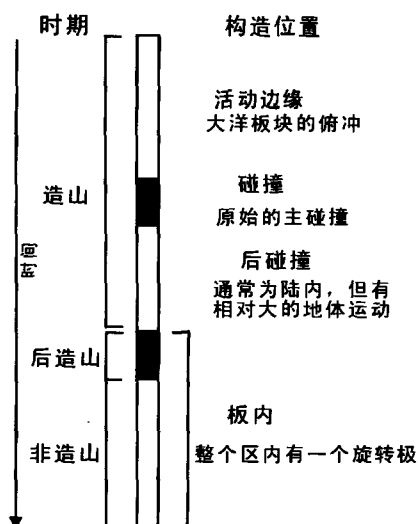 时期
构造位置
活动边缘
大洋板块的俯冲
造山
碰撞
原始的主碰撞
时间
后碰撞
通常为陆内，但有
相对大的地体运动
后造山
板内
非造山
整个区内有一个旋转极